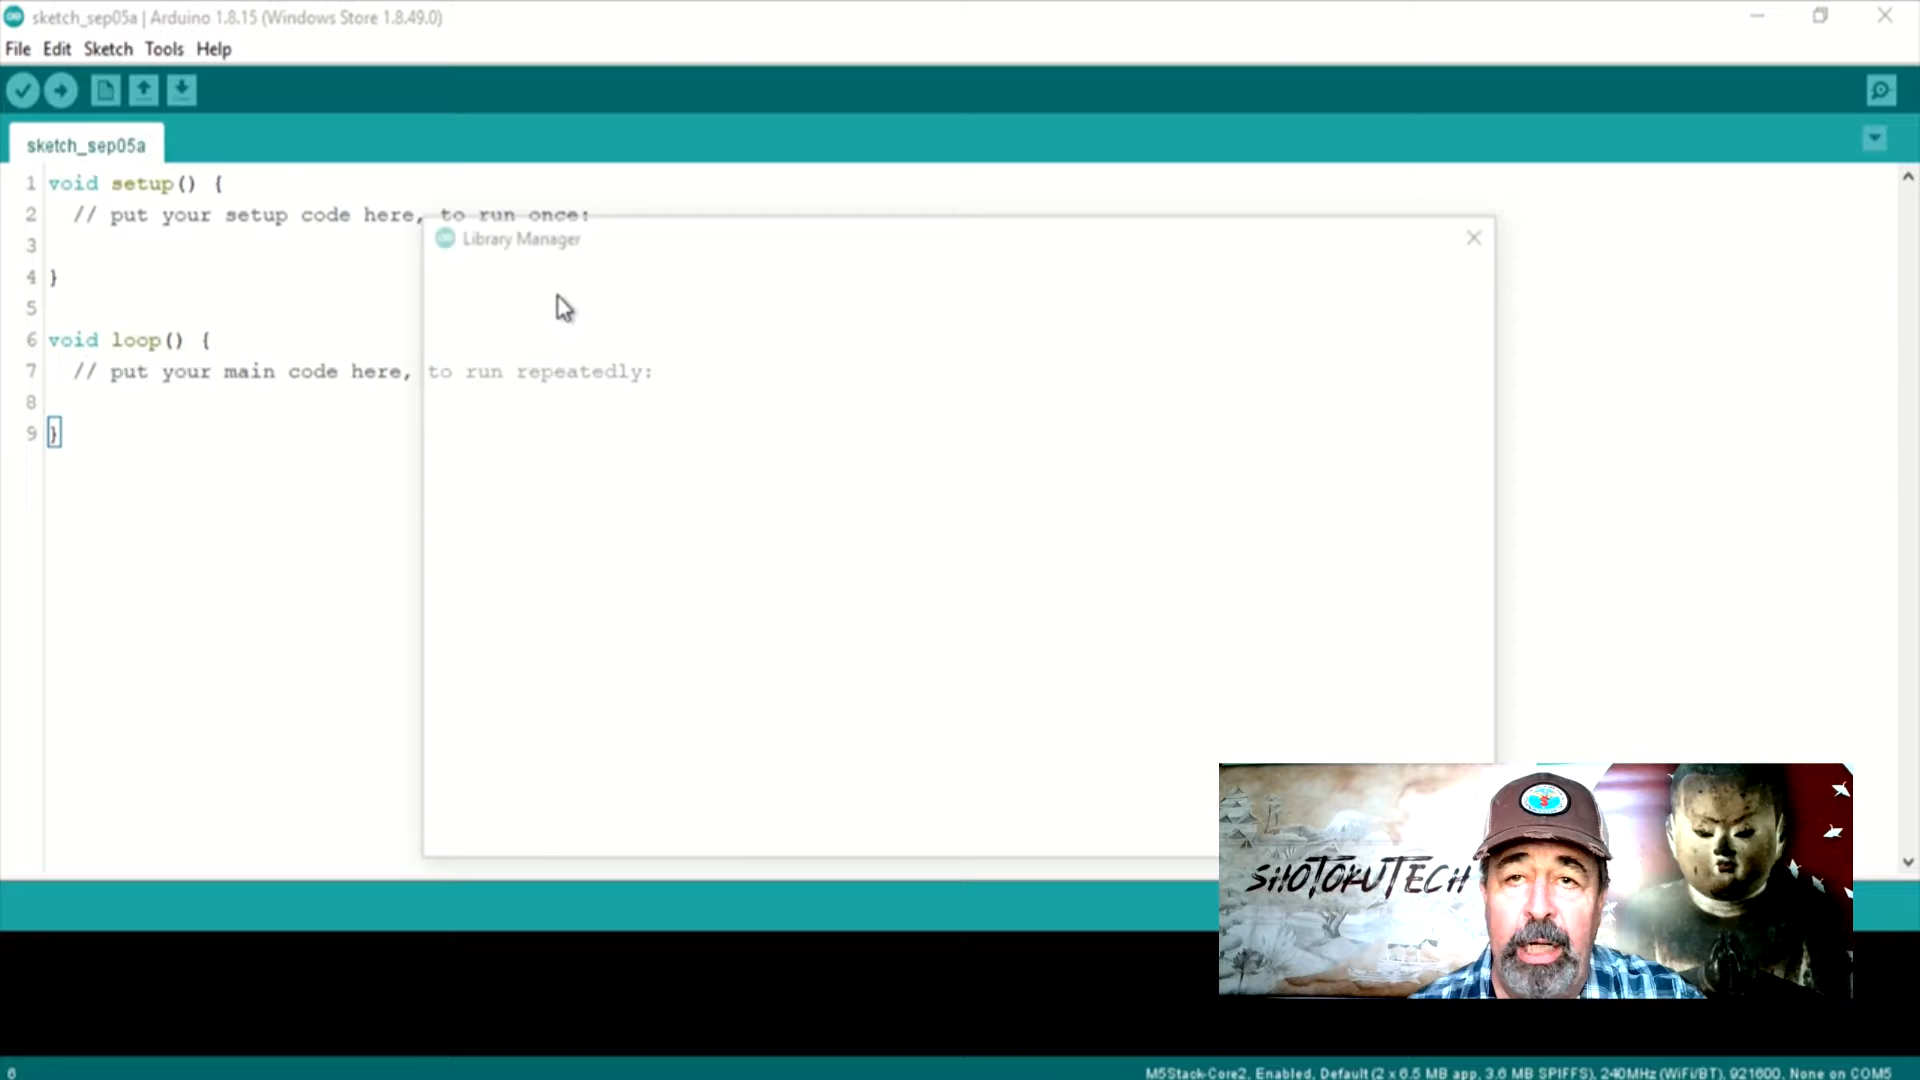 sketch_sep05a | Arduino 1.8.15 (Windows Store 1.8.49.0)
File Edit Sketch Tools Help
sketch_sep05a
1 void setup() {
2 // put your setup code here, to run once:
3
4 }
5
6 void loop() {
7 // put your main code here, to run repeatedly:
8
9 }
Library Manager
SHOTOKUTECH
6
M5Stack-Core2, Enabled, Default (2 x 6.5 MB app, 3.6 MB SPIFFS), 240MHz (WiFi/BT), 921600, None on COM5